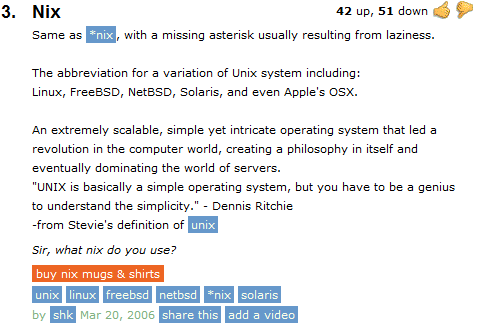 3. Nix 42 up, 51 down
Same as *nix, with a missing asterisk usually resulting from laziness.
The abbreviation for a variation of Unix system including:
Linux, FreeBSD, NetBSD, Solaris, and even Apple's OSX.
An extremely scalable, simple yet intricate operating system that led a
revolution in the computer world, creating a philosophy in itself and
eventually dominating the world of servers.
"UNIX is basically a simple operating system, but you have to be a genius
to understand the simplicity." - Dennis Ritchie
-from Stevie's definition of unix
Sir, what nix do you use?
buy nix mugs & shirts
unix linux freebsd netbsd *nix solaris
by shk Mar 20, 2006 share this add a video